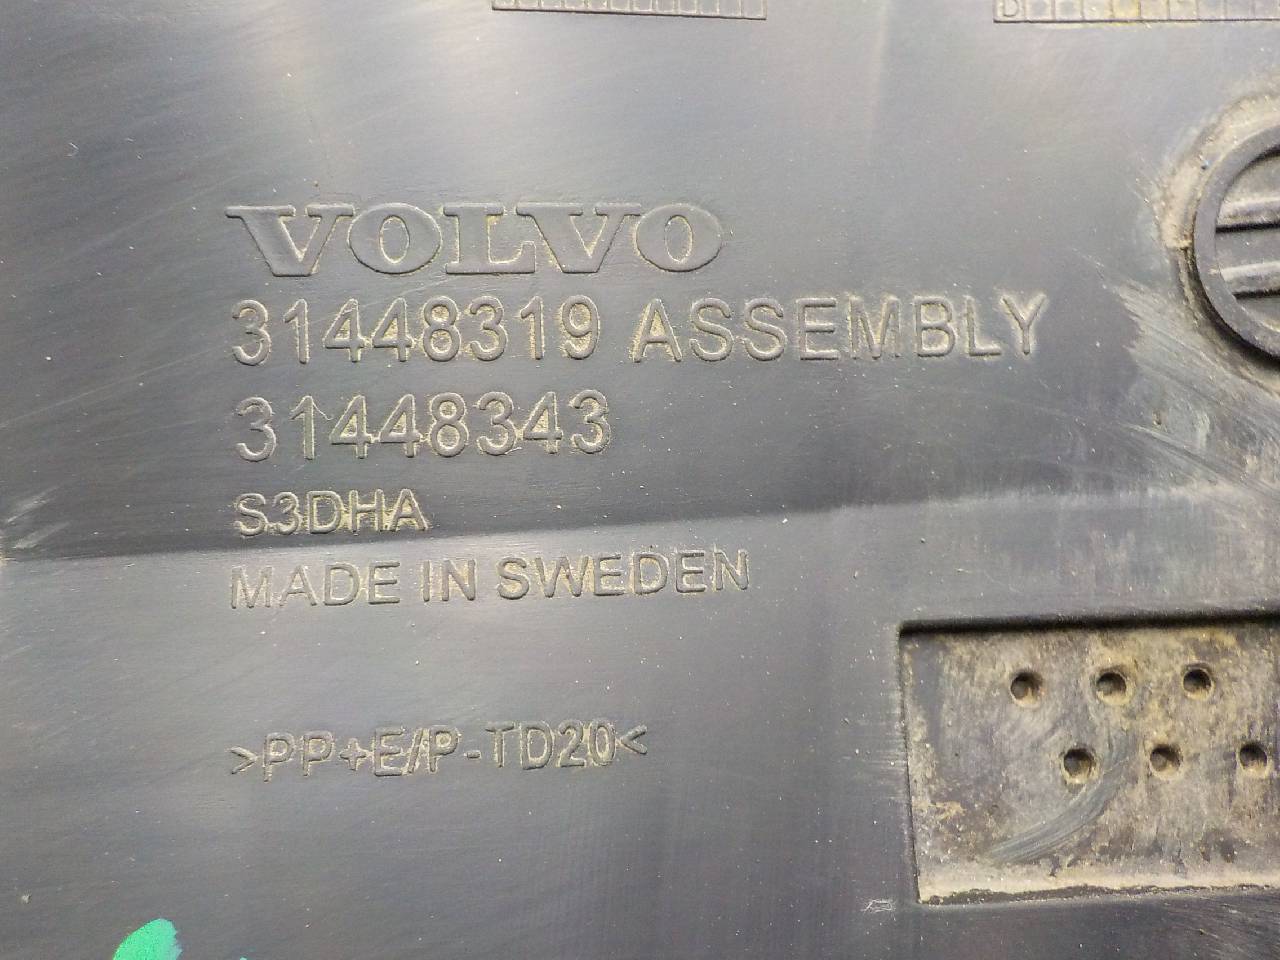 VOLVO
31448319 ASSEMBLY
31448343
S3DHA
MADE IN SWEDEN
>PP+E/P-TD20<